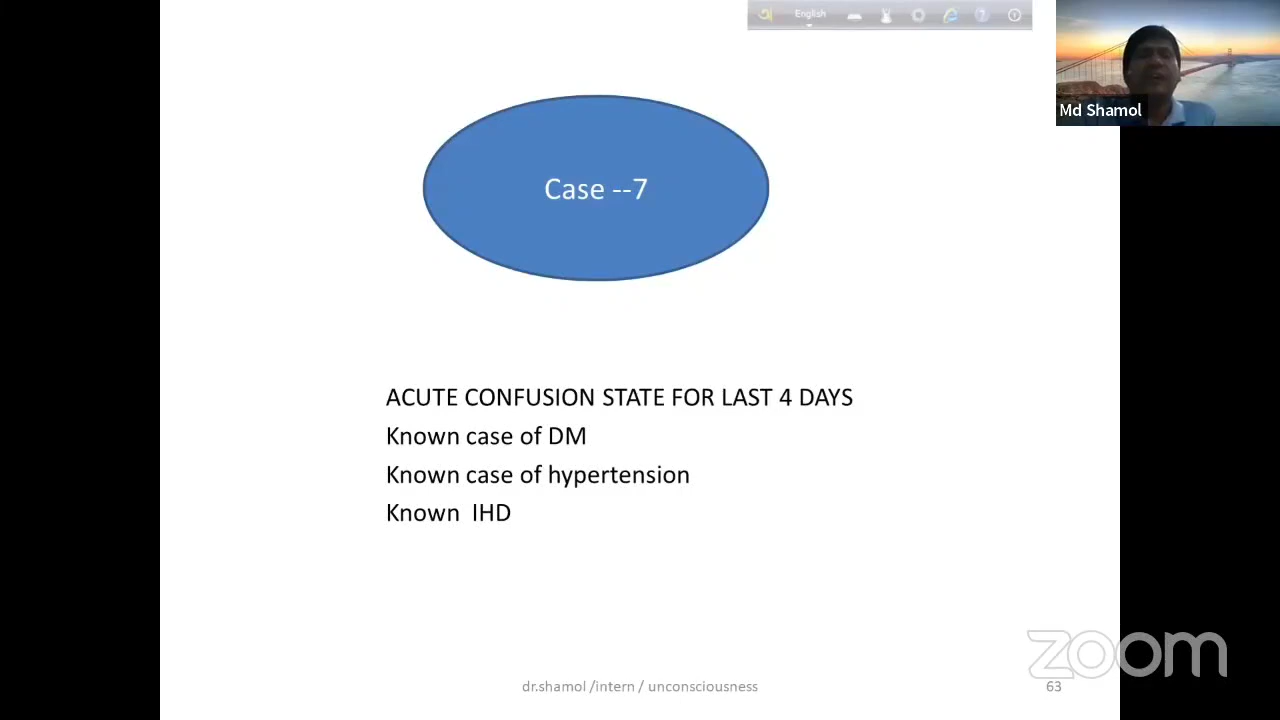 English
Md Shamol
Case --7
ACUTE CONFUSION STATE FOR LAST 4 DAYS
Known case of DM
Known case of hypertension
Known  IHD
zoom
dr.shamol /intern / unconsciousness
63